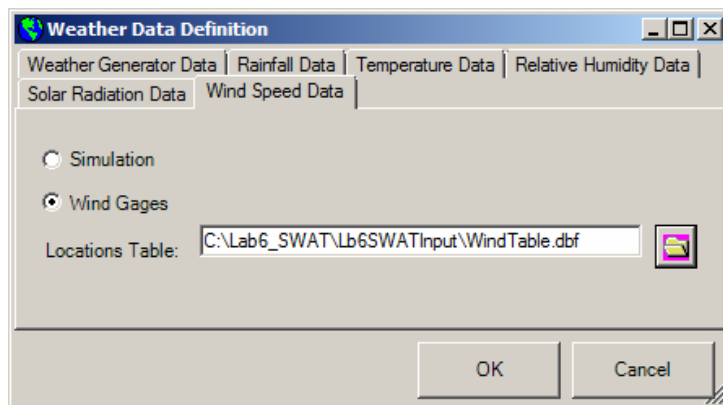 Weather Data Definition
Weather Generator Data Rainfall Data Temperature Data Relative Humidity Data
Solar Radiation Data Wind Speed Data
Simulation
Wind Gages
Locations Table: C:\Lab6_SWAT\Lb6SWATInput\WindTable.dbf
OK Cancel